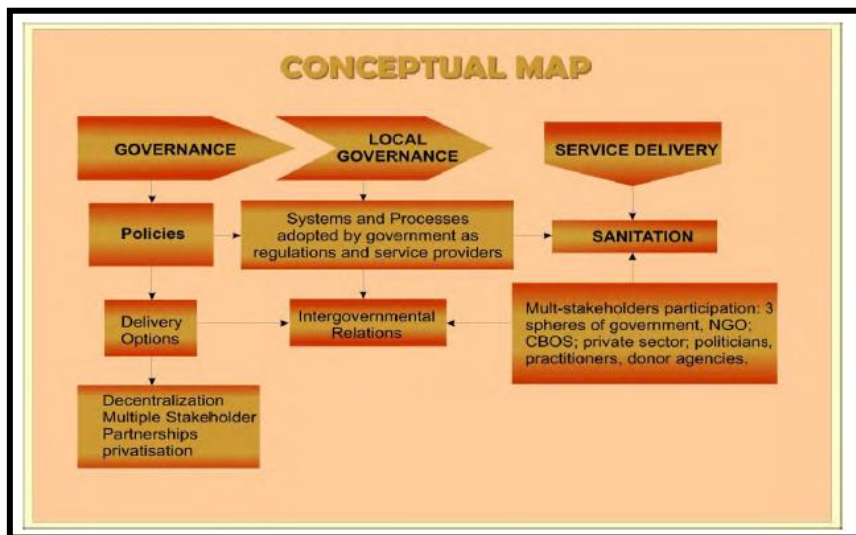 CONCEPTUAL MAP
GOVERNANCE
LOCAL
GOVERNANCE
SERVICE DELIVERY
Policies
Systems and Processes
adopted by government as
regulations and service providers
SANITATION
Delivery
Options
Intergovernmental
Relations
Mult-stakeholders participation: 3
spheres of government, NGO;
CBOS; private sector; politicians,
practitioners, donor agencies.
Decentralization
Multiple Stakeholder
Partnerships
privatisation